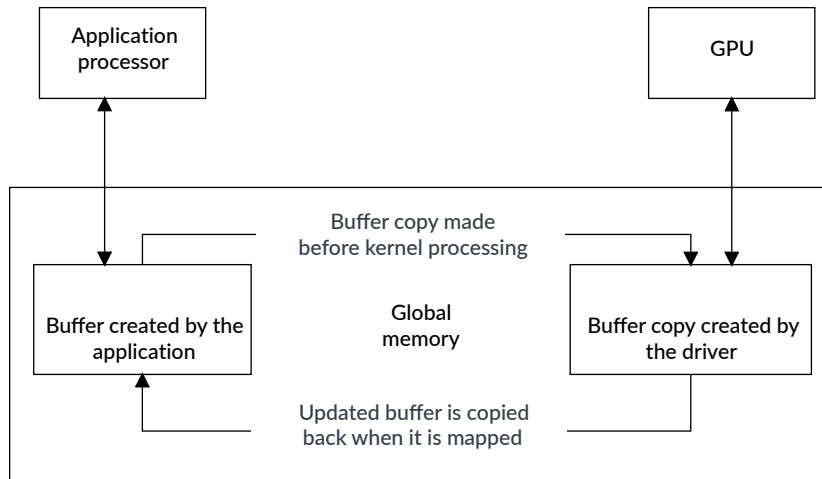 Application
processor
GPU
Buffer copy made
before kernel processing
Buffer created by the
application
Global
memory
Buffer copy created by
the driver
Updated buffer is copied
back when it is mapped